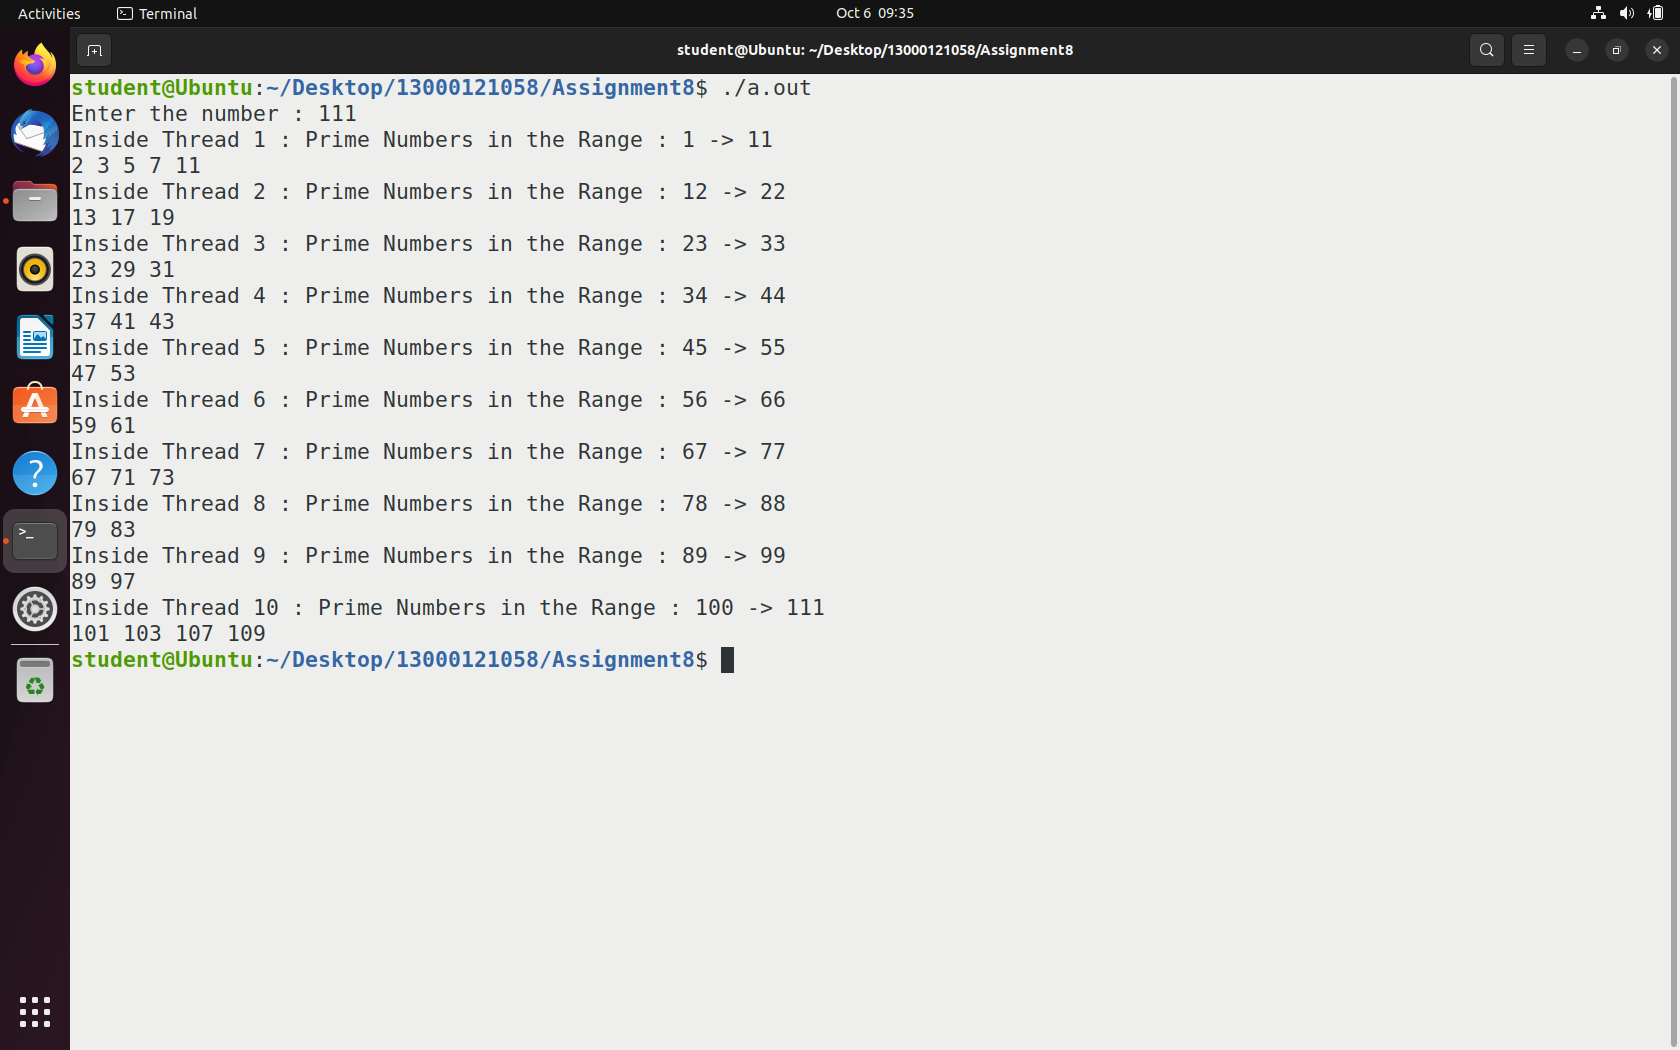 Activities
Terminal
Oct 6 09:35
student@Ubuntu: ~/Desktop/13000121058/Assignment8
student@Ubuntu:~/Desktop/13000121058/Assignment8$ ./a.out
Enter the number : 111
Inside Thread 1 : Prime Numbers in the Range : 1 -> 11
2 3 5 7 11
Inside Thread 2 : Prime Numbers in the Range : 12 -> 22
13 17 19
Inside Thread 3 : Prime Numbers in the Range : 23 -> 33
23 29 31
Inside Thread 4 : Prime Numbers in the Range : 34 -> 44
37 41 43
Inside Thread 5 : Prime Numbers in the Range : 45 -> 55
47 53
Inside Thread 6 : Prime Numbers in the Range : 56 -> 66
59 61
Inside Thread 7 : Prime Numbers in the Range : 67 -> 77
67 71 73
Inside Thread 8 : Prime Numbers in the Range : 78 -> 88
79 83
Inside Thread 9 : Prime Numbers in the Range : 89 -> 99
89 97
Inside Thread 10 : Prime Numbers in the Range : 100 -> 111
101 103 107 109
student@Ubuntu:~/Desktop/13000121058/Assignment8$